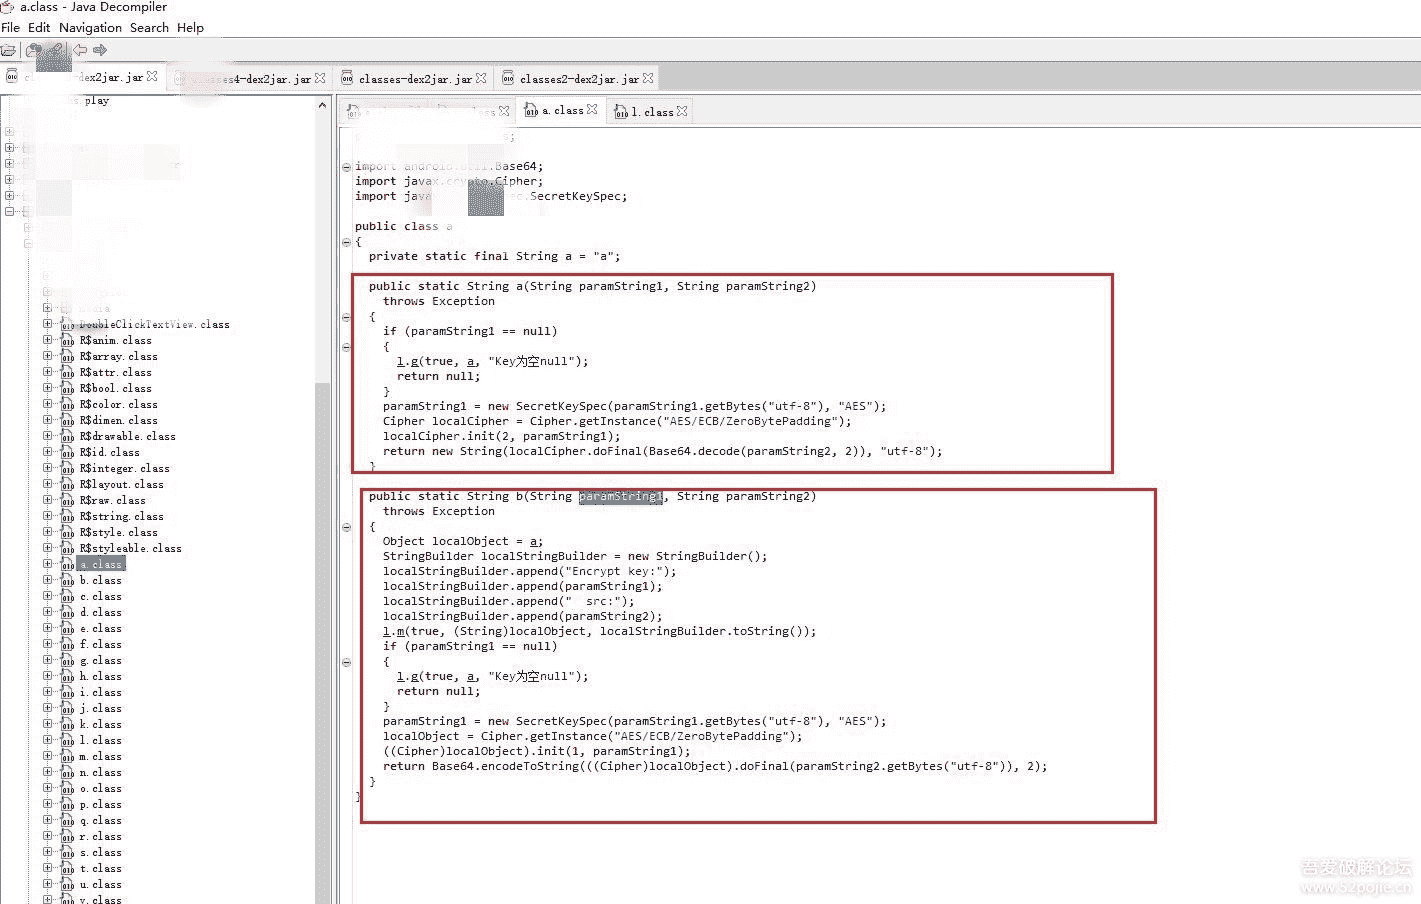 a.class - Java Decompiler
File Edit Navigation Search Help
dex2jar.jar classes4-dex2jar.jar classes-dex2jar.jar classes2-dex2jar.jar
play
a.class l.class
DoubleClickTextView.class
R$anim.class
R$array.class
R$attr.class
R$bool.class
R$color.class
R$dimen.class
R$drawable.class
R$id.class
R$integer.class
R$layout.class
R$raw.class
R$string.class
R$style.class
R$styleable.class
a.class
b.class
c.class
d.class
e.class
f.class
g.class
h.class
i.class
j.class
k.class
l.class
m.class
n.class
o.class
p.class
q.class
r.class
s.class
t.class
u.class
v.class
import android.util.Base64;
import javax.crypto.Cipher;
import java SecretKeySpec;
public class a
{
private static final String a = "a";
public static String a(String paramString1, String paramString2)
throws Exception
{
if (paramString1 == null)
{
l.g(true, a, "Key为空null");
return null;
}
paramString1 = new SecretKeySpec(paramString1.getBytes("utf-8"), "AES");
Cipher localCipher = Cipher.getInstance("AES/ECB/ZeroBytePadding");
localCipher.init(2, paramString1);
return new String(localCipher.doFinal(Base64.decode(paramString2, 2)), "utf-8");
}
public static String b(String paramString1, String paramString2)
throws Exception
{
Object localObject = a;
StringBuilder localStringBuilder = new StringBuilder();
localStringBuilder.append("Encrypt key:");
localStringBuilder.append(paramString1);
localStringBuilder.append("  src:");
localStringBuilder.append(paramString2);
l.m(true, (String)localObject, localStringBuilder.toString());
if (paramString1 == null)
{
l.g(true, a, "Key为空null");
return null;
}
paramString1 = new SecretKeySpec(paramString1.getBytes("utf-8"), "AES");
localObject = Cipher.getInstance("AES/ECB/ZeroBytePadding");
((Cipher)localObject).init(1, paramString1);
return Base64.encodeToString(((Cipher)localObject).doFinal(paramString2.getBytes("utf-8")), 2);
}
}
吾爱破解论坛
www.52pojie.cn